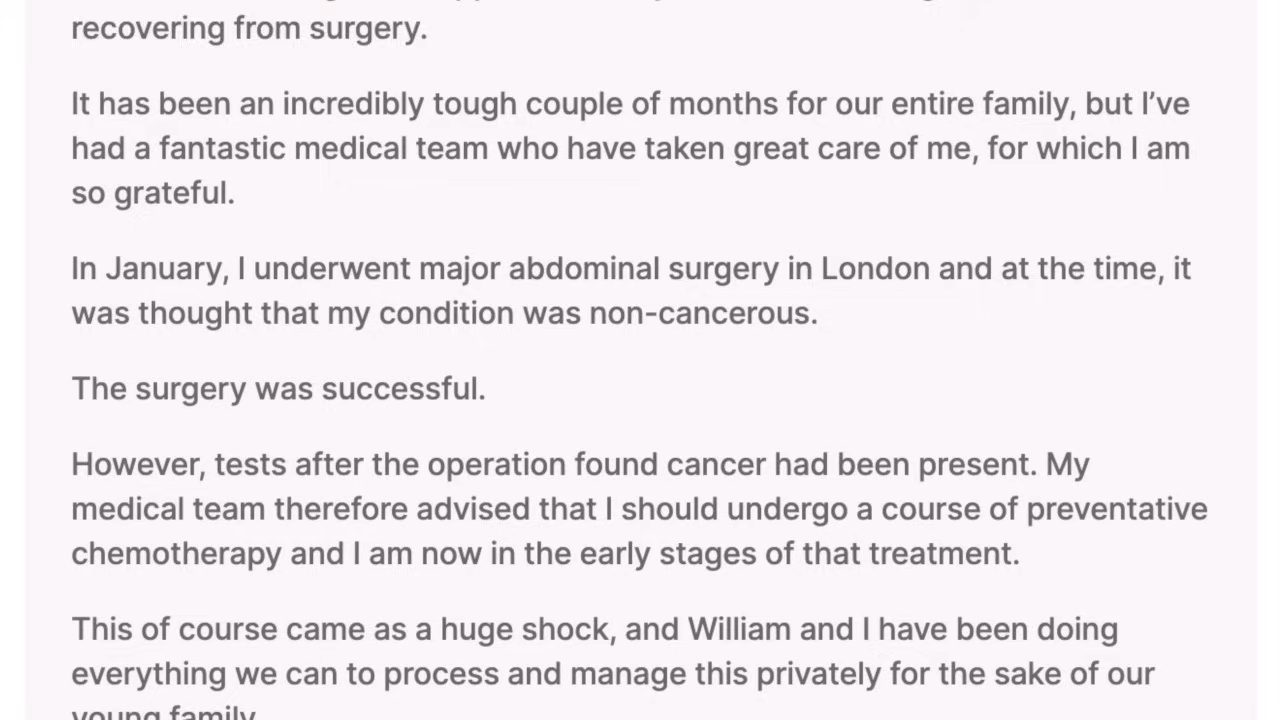 recovering from surgery.
It has been an incredibly tough couple of months for our entire family, but I’ve
had a fantastic medical team who have taken great care of me, for which I am
so grateful.
In January, I underwent major abdominal surgery in London and at the time, it
was thought that my condition was non-cancerous.
The surgery was successful.
However, tests after the operation found cancer had been present. My
medical team therefore advised that I should undergo a course of preventative
chemotherapy and I am now in the early stages of that treatment.
This of course came as a huge shock, and William and I have been doing
everything we can to process and manage this privately for the sake of our
young family.